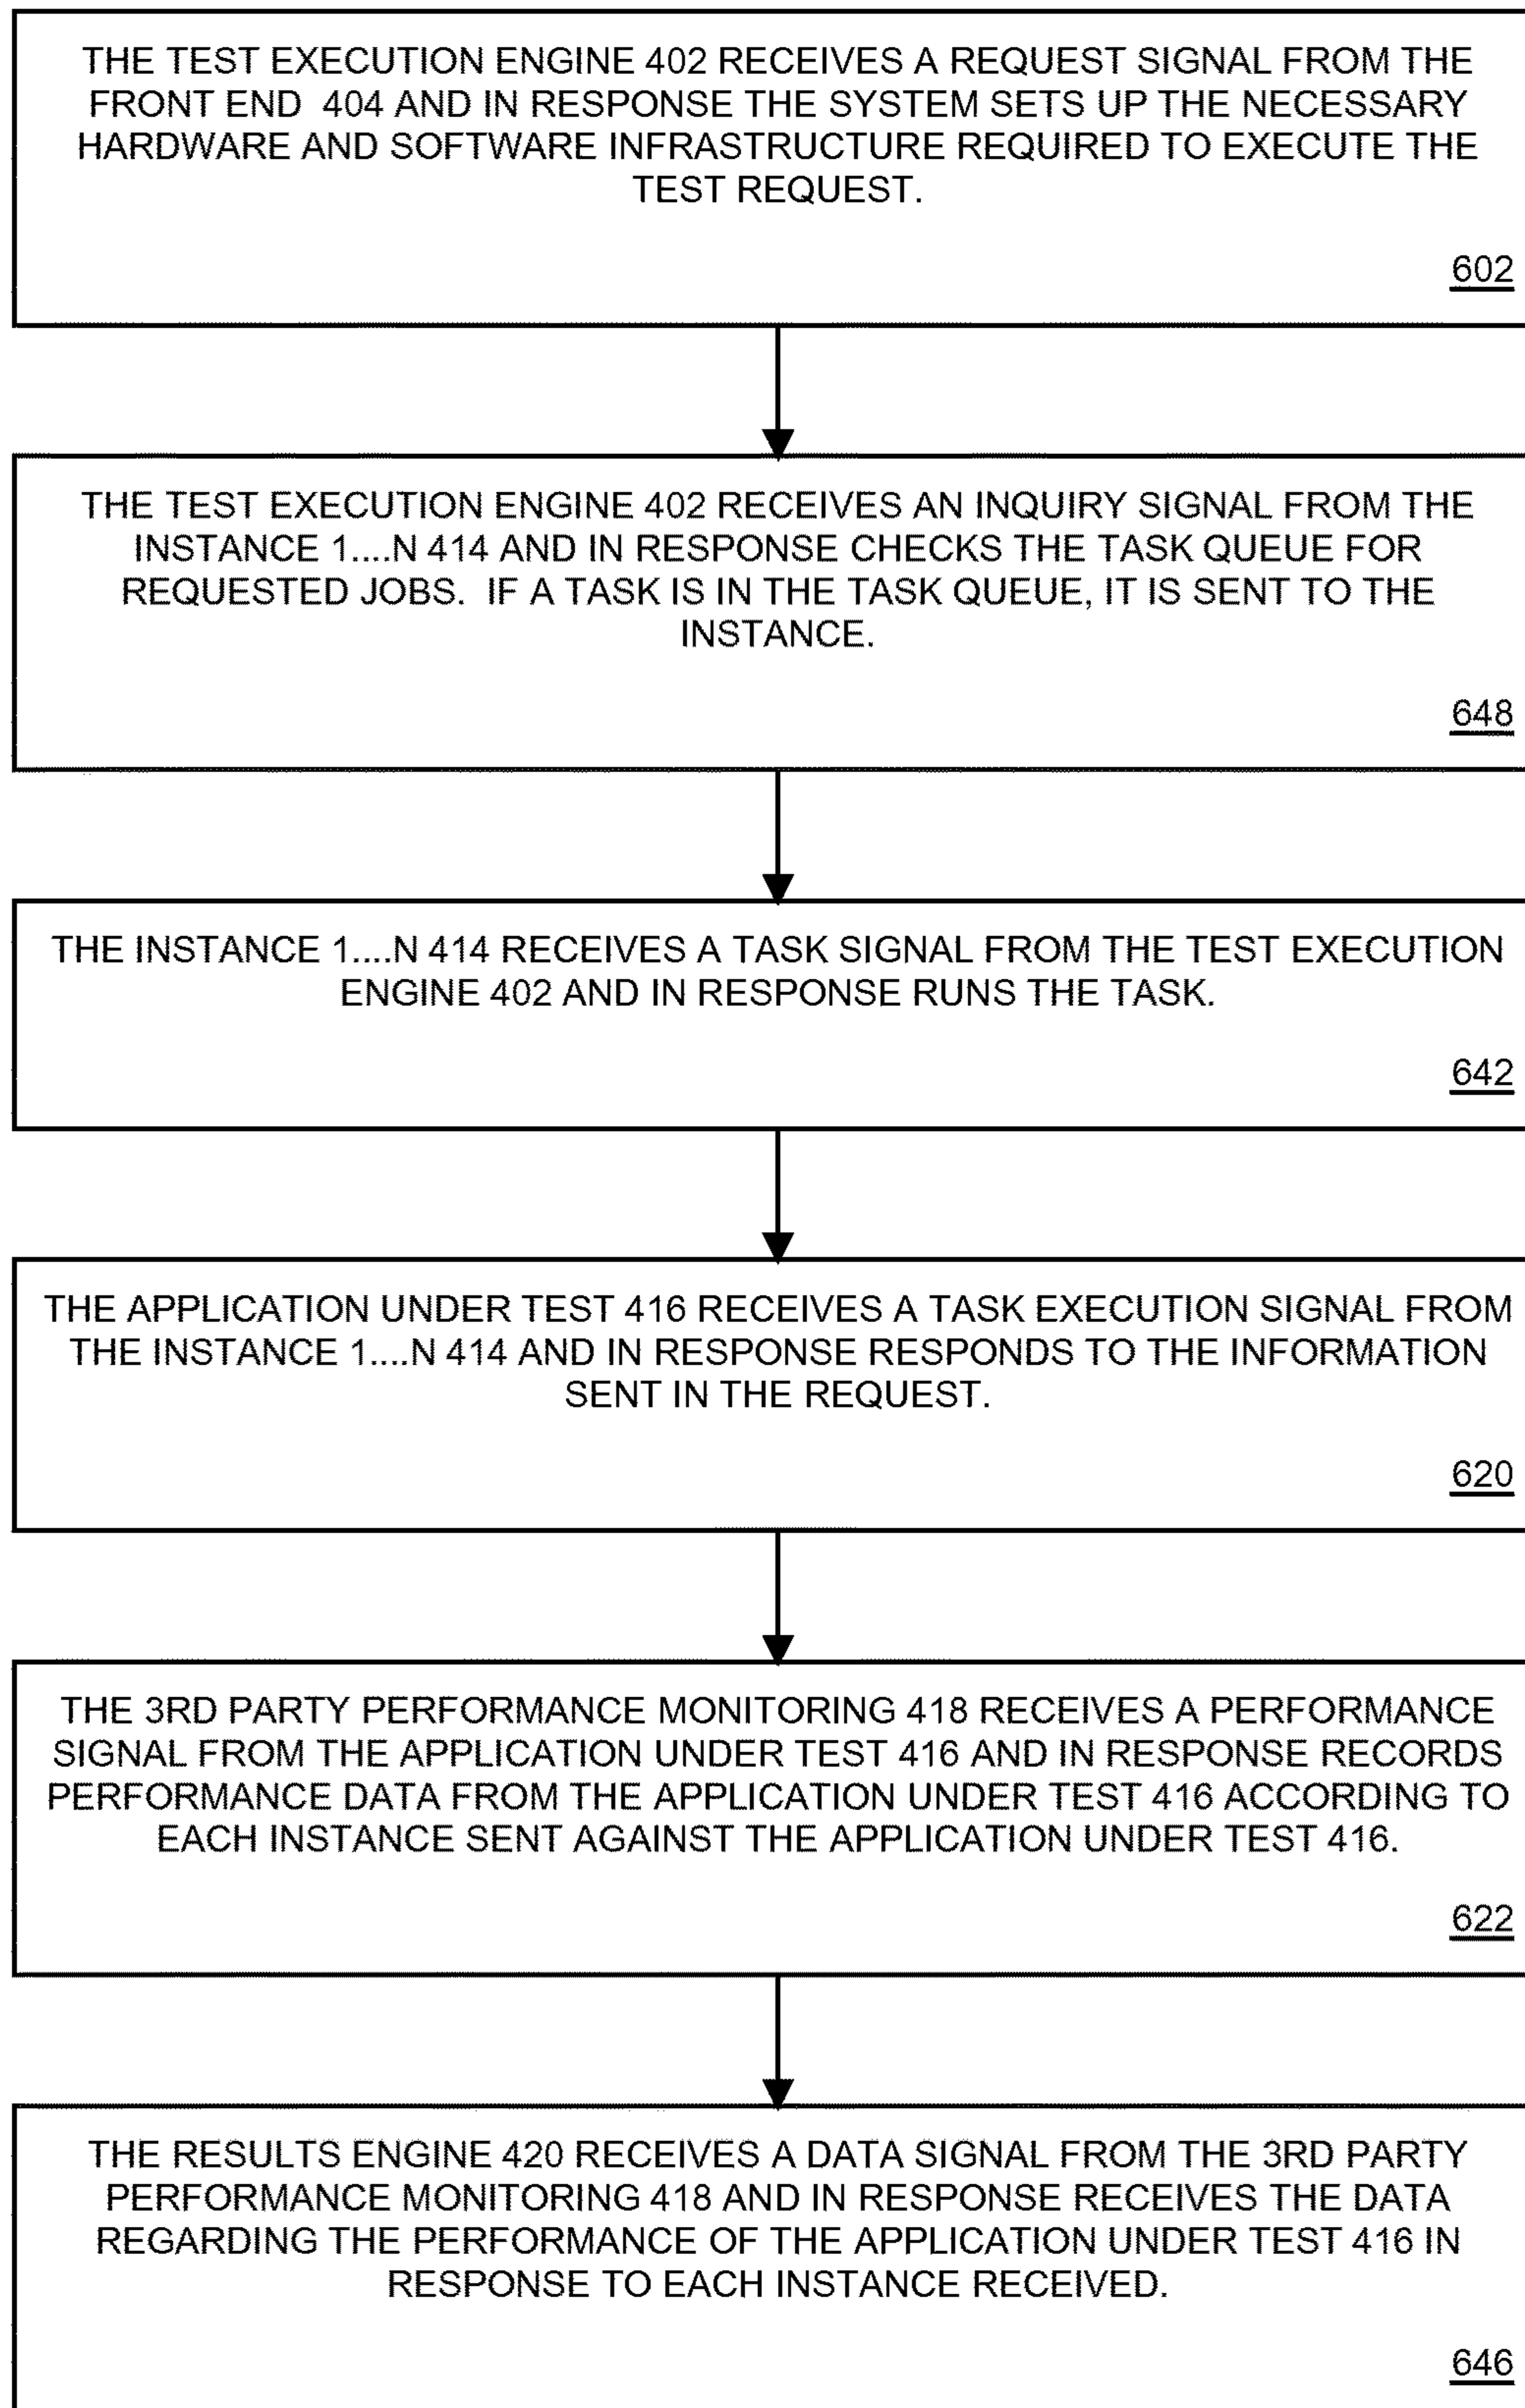 THE TEST EXECUTION ENGINE 402 RECEIVES A REQUEST SIGNAL FROM THE
FRONT END 404 AND IN RESPONSE THE SYSTEM SETS UP THE NECESSARY
HARDWARE AND SOFTWARE INFRASTRUCTURE REQUIRED TO EXECUTE THE
TEST REQUEST.
602
THE TEST EXECUTION ENGINE 402 RECEIVES AN INQUIRY SIGNAL FROM THE
INSTANCE 1....N 414 AND IN RESPONSE CHECKS THE TASK QUEUE FOR
REQUESTED JOBS. IF A TASK IS IN THE TASK QUEUE, IT IS SENT TO THE
INSTANCE.
648
THE INSTANCE 1....N 414 RECEIVES A TASK SIGNAL FROM THE TEST EXECUTION
ENGINE 402 AND IN RESPONSE RUNS THE TASK.
642
THE APPLICATION UNDER TEST 416 RECEIVES A TASK EXECUTION SIGNAL FROM
THE INSTANCE 1....N 414 AND IN RESPONSE RESPONDS TO THE INFORMATION
SENT IN THE REQUEST.
620
THE 3RD PARTY PERFORMANCE MONITORING 418 RECEIVES A PERFORMANCE
SIGNAL FROM THE APPLICATION UNDER TEST 416 AND IN RESPONSE RECORDS
PERFORMANCE DATA FROM THE APPLICATION UNDER TEST 416 ACCORDING TO
EACH INSTANCE SENT AGAINST THE APPLICATION UNDER TEST 416.
622
THE RESULTS ENGINE 420 RECEIVES A DATA SIGNAL FROM THE 3RD PARTY
PERFORMANCE MONITORING 418 AND IN RESPONSE RECEIVES THE DATA
REGARDING THE PERFORMANCE OF THE APPLICATION UNDER TEST 416 IN
RESPONSE TO EACH INSTANCE RECEIVED.
646